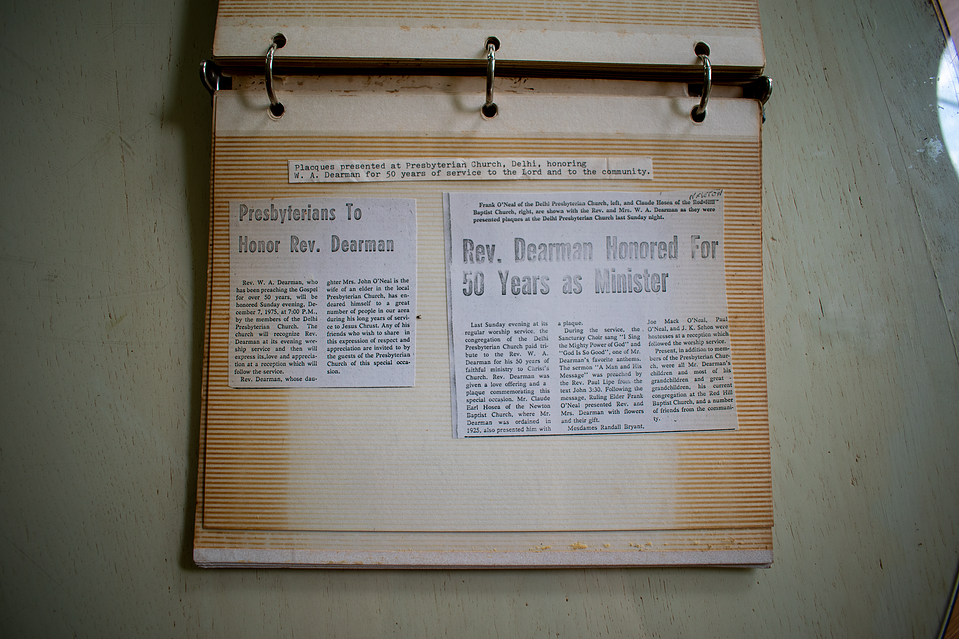 Placques presented at Presbyterian Church, Delhi, honoring
W. A. Dearman for 50 years of service to the Lord and to the community.
Presbyterians To
Honor Rev. Dearman
Rev. W. A. Dearman, who
has been preaching the Gospel
for over 50 years, will be
honored Sunday evening, De-
cember 7, 1975, at 7:00 P.M.,
by the members of the Delhi
Presbyterian Church. The
church will recognize Rev.
Dearman at its evening wor-
ship service and then will
express its love and apprecia-
tion at a reception which will
follow the service.
Rev. Dearman, whose dau-
ghter Mrs. John O'Neal is the
wife of an elder in the local
Presbyterian Church, has en-
deared himself to a great
number of people in our area
during his long years of servi-
ce to Jesus Chrust. Any of his
friends who wish to share in
this expression of respect and
appreciation are invited by
the guests of the Presbyterian
Church of this special occa-
sion.
NEWTON
Frank O'Neal of the Delhi Presbyterian Church, left, and Claude Hosea of the
Baptist Church, right, are shown with the Rev. and Mrs. W. A. Dearman as they were
presented plaques at the Delhi Presbyterian Church last Sunday night.
Rev. Dearman Honored For
50 Years as Minister
Last Sunday evening at its
regular worship service, the
congregation of the Delhi
Presbyterian Church paid tri-
bute to the Rev. W. A.
Dearman for his 50 years of
faithful ministry to Christ's
Church. Rev. Dearman was
given a love offering and a
plaque commemorating this
special occasion. Mr. Claude
Earl Hosea of the Newton
Baptist Church, where Mr.
Dearman was ordained in
1925, also presented him with
a plaque.
During the service, the
Sancturay Choir sang "I Sing
the Mighty Power of God" and
"God Is So Good", one of Mr.
Dearman's favorite anthems.
The sermon "A Man and His
Message" was preached by
the Rev. Paul Lipe from the
text John 3:30. Following the
message, Ruling Elder Frank
O'Neal presented Rev. and
Mrs. Dearman with flowers
and their gift.
Mesdames Randall Bryant,
Joe Mack O'Neal, Paul
O'Neal, and J. K. Sehon were
hostesses at a reception which
followed the worship service.
Present, in addition to mem-
bers of the Presbyterian Chur-
ch, were all Mr. Dearman's
children and most of his
grandchildren and great
grandchildren, his current
congregation at the Red Hill
Baptist Church, and a number
of friends from the communi-
ty.